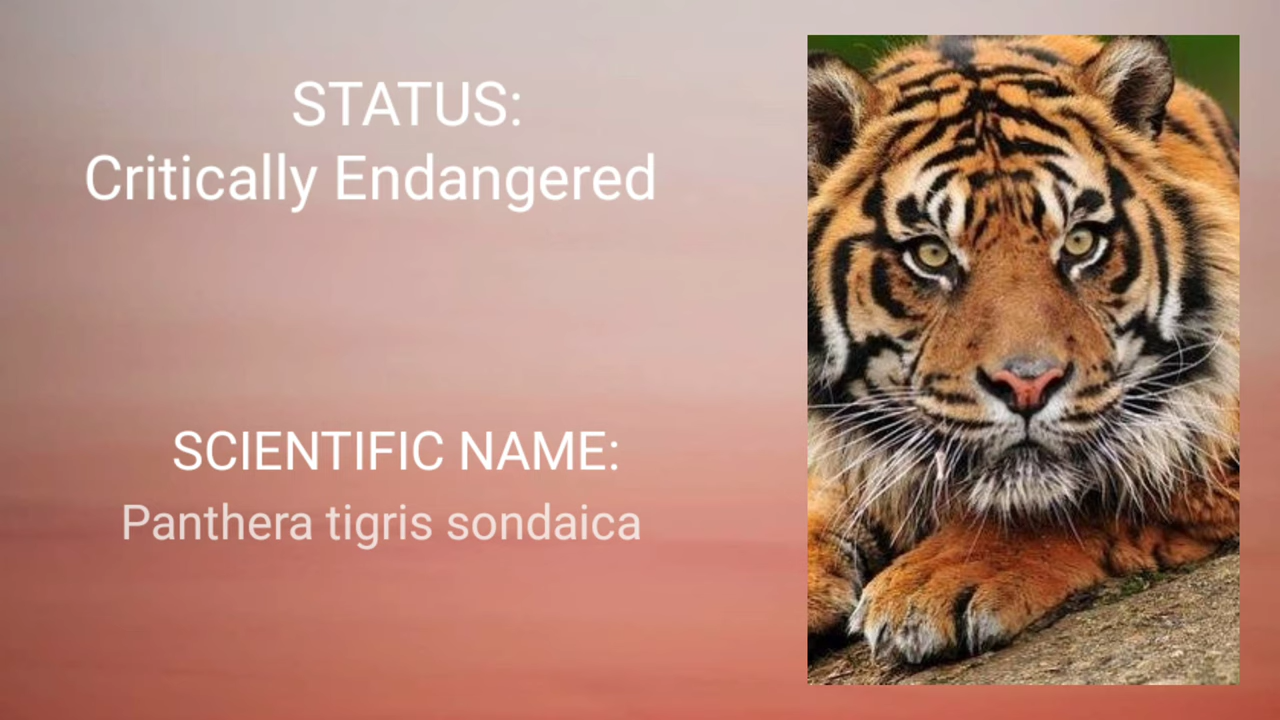 STATUS:
Critically Endangered
SCIENTIFIC NAME:
Panthera tigris sondaica